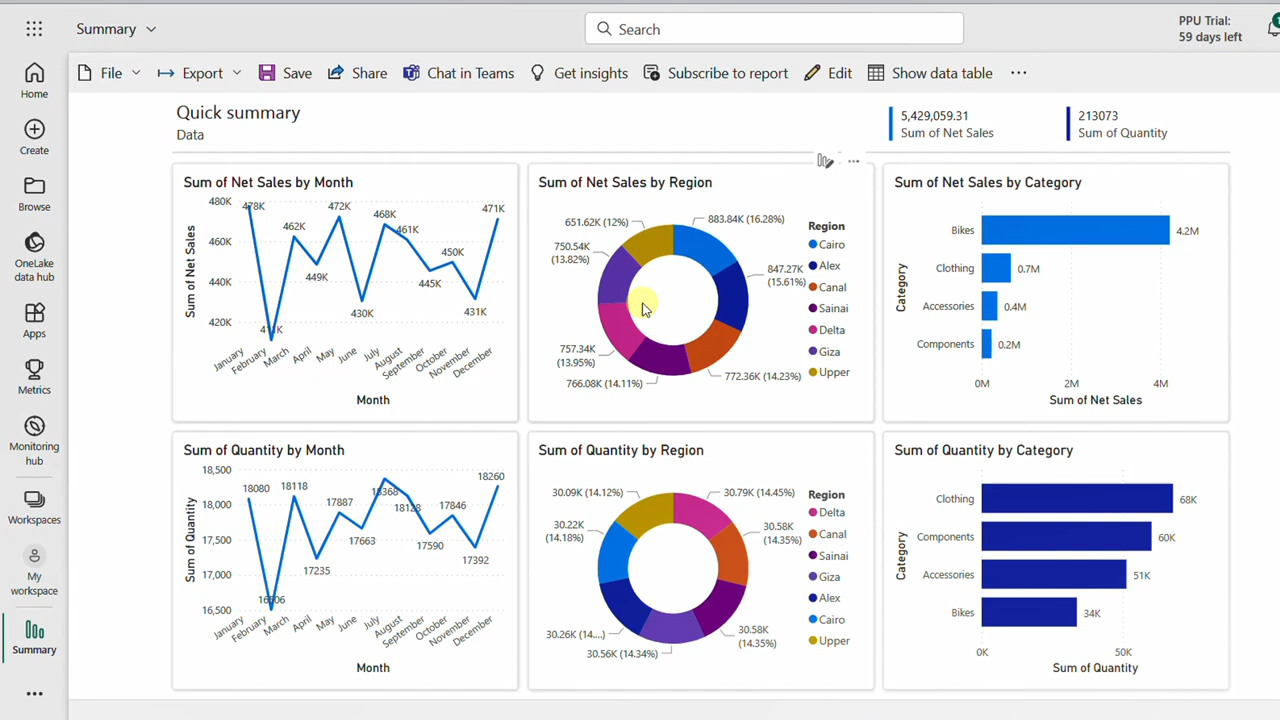 Summary
Search
PPU Trial:
59 days left
Home
Create
Browse
OneLake
data hub
Apps
Metrics
Monitoring
hub
Workspaces
My
workspace
Summary
File
Export
Save
Share
Chat in Teams
Get insights
Subscribe to report
Edit
Show data table
Quick summary
Data
5,429,059.31
Sum of Net Sales
213073
Sum of Quantity
Sum of Net Sales by Month
Sum of Net Sales
480K
460K
440K
420K
478K
411K
462K
449K
472K
430K
468K
461K
445K
450K
431K
471K
January
February
March
April
May
June
July
August
September
October
November
December
Month
Sum of Net Sales by Region
883.84K (16.28%)
847.27K
(15.61%)
772.36K (14.23%)
766.08K (14.11%)
757.34K
(13.95%)
750.54K
(13.82%)
651.62K (12%)
Region
Cairo
Alex
Canal
Sainai
Delta
Giza
Upper
Sum of Net Sales by Category
Category
Bikes
4.2M
Clothing
0.7M
Accessories
0.4M
Components
0.2M
0M
2M
4M
Sum of Net Sales
Sum of Quantity by Month
Sum of Quantity
18,500
18,000
17,500
17,000
16,500
18080
16506
18118
17235
17887
17663
18368
18128
17590
17846
17392
18260
January
February
March
April
May
June
July
August
September
October
November
December
Month
Sum of Quantity by Region
30.79K (14.45%)
30.58K
(14.35%)
30.58K
(14.35%)
30.56K (14.34%)
30.26K (14....)
30.22K
(14.18%)
30.09K (14.12%)
Region
Delta
Canal
Sainai
Giza
Alex
Cairo
Upper
Sum of Quantity by Category
Category
Clothing
68K
Components
60K
Accessories
51K
Bikes
34K
0K
50K
Sum of Quantity